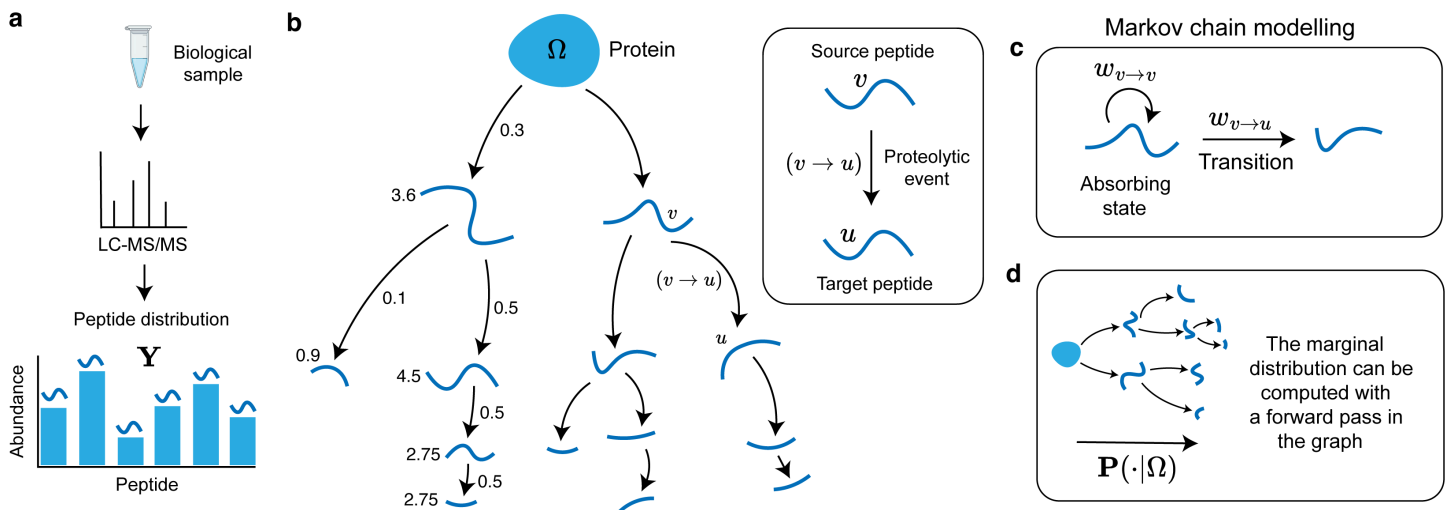 a
Biological
sample
LC-MS/MS
Peptide distribution
Y
Abundance
Peptide
b
Ω
Protein
0.3
3.6
v
0.1
0.5
(v → u)
0.9
4.5
u
0.5
2.75
0.5
2.75
Source peptide
v
(v → u)
Proteolytic
event
u
Target peptide
Markov chain modelling
c
w_{v→v}
w_{v→u}
Transition
Absorbing
state
d
The marginal
distribution can be
computed with
a forward pass in
the graph
P(·|Ω)